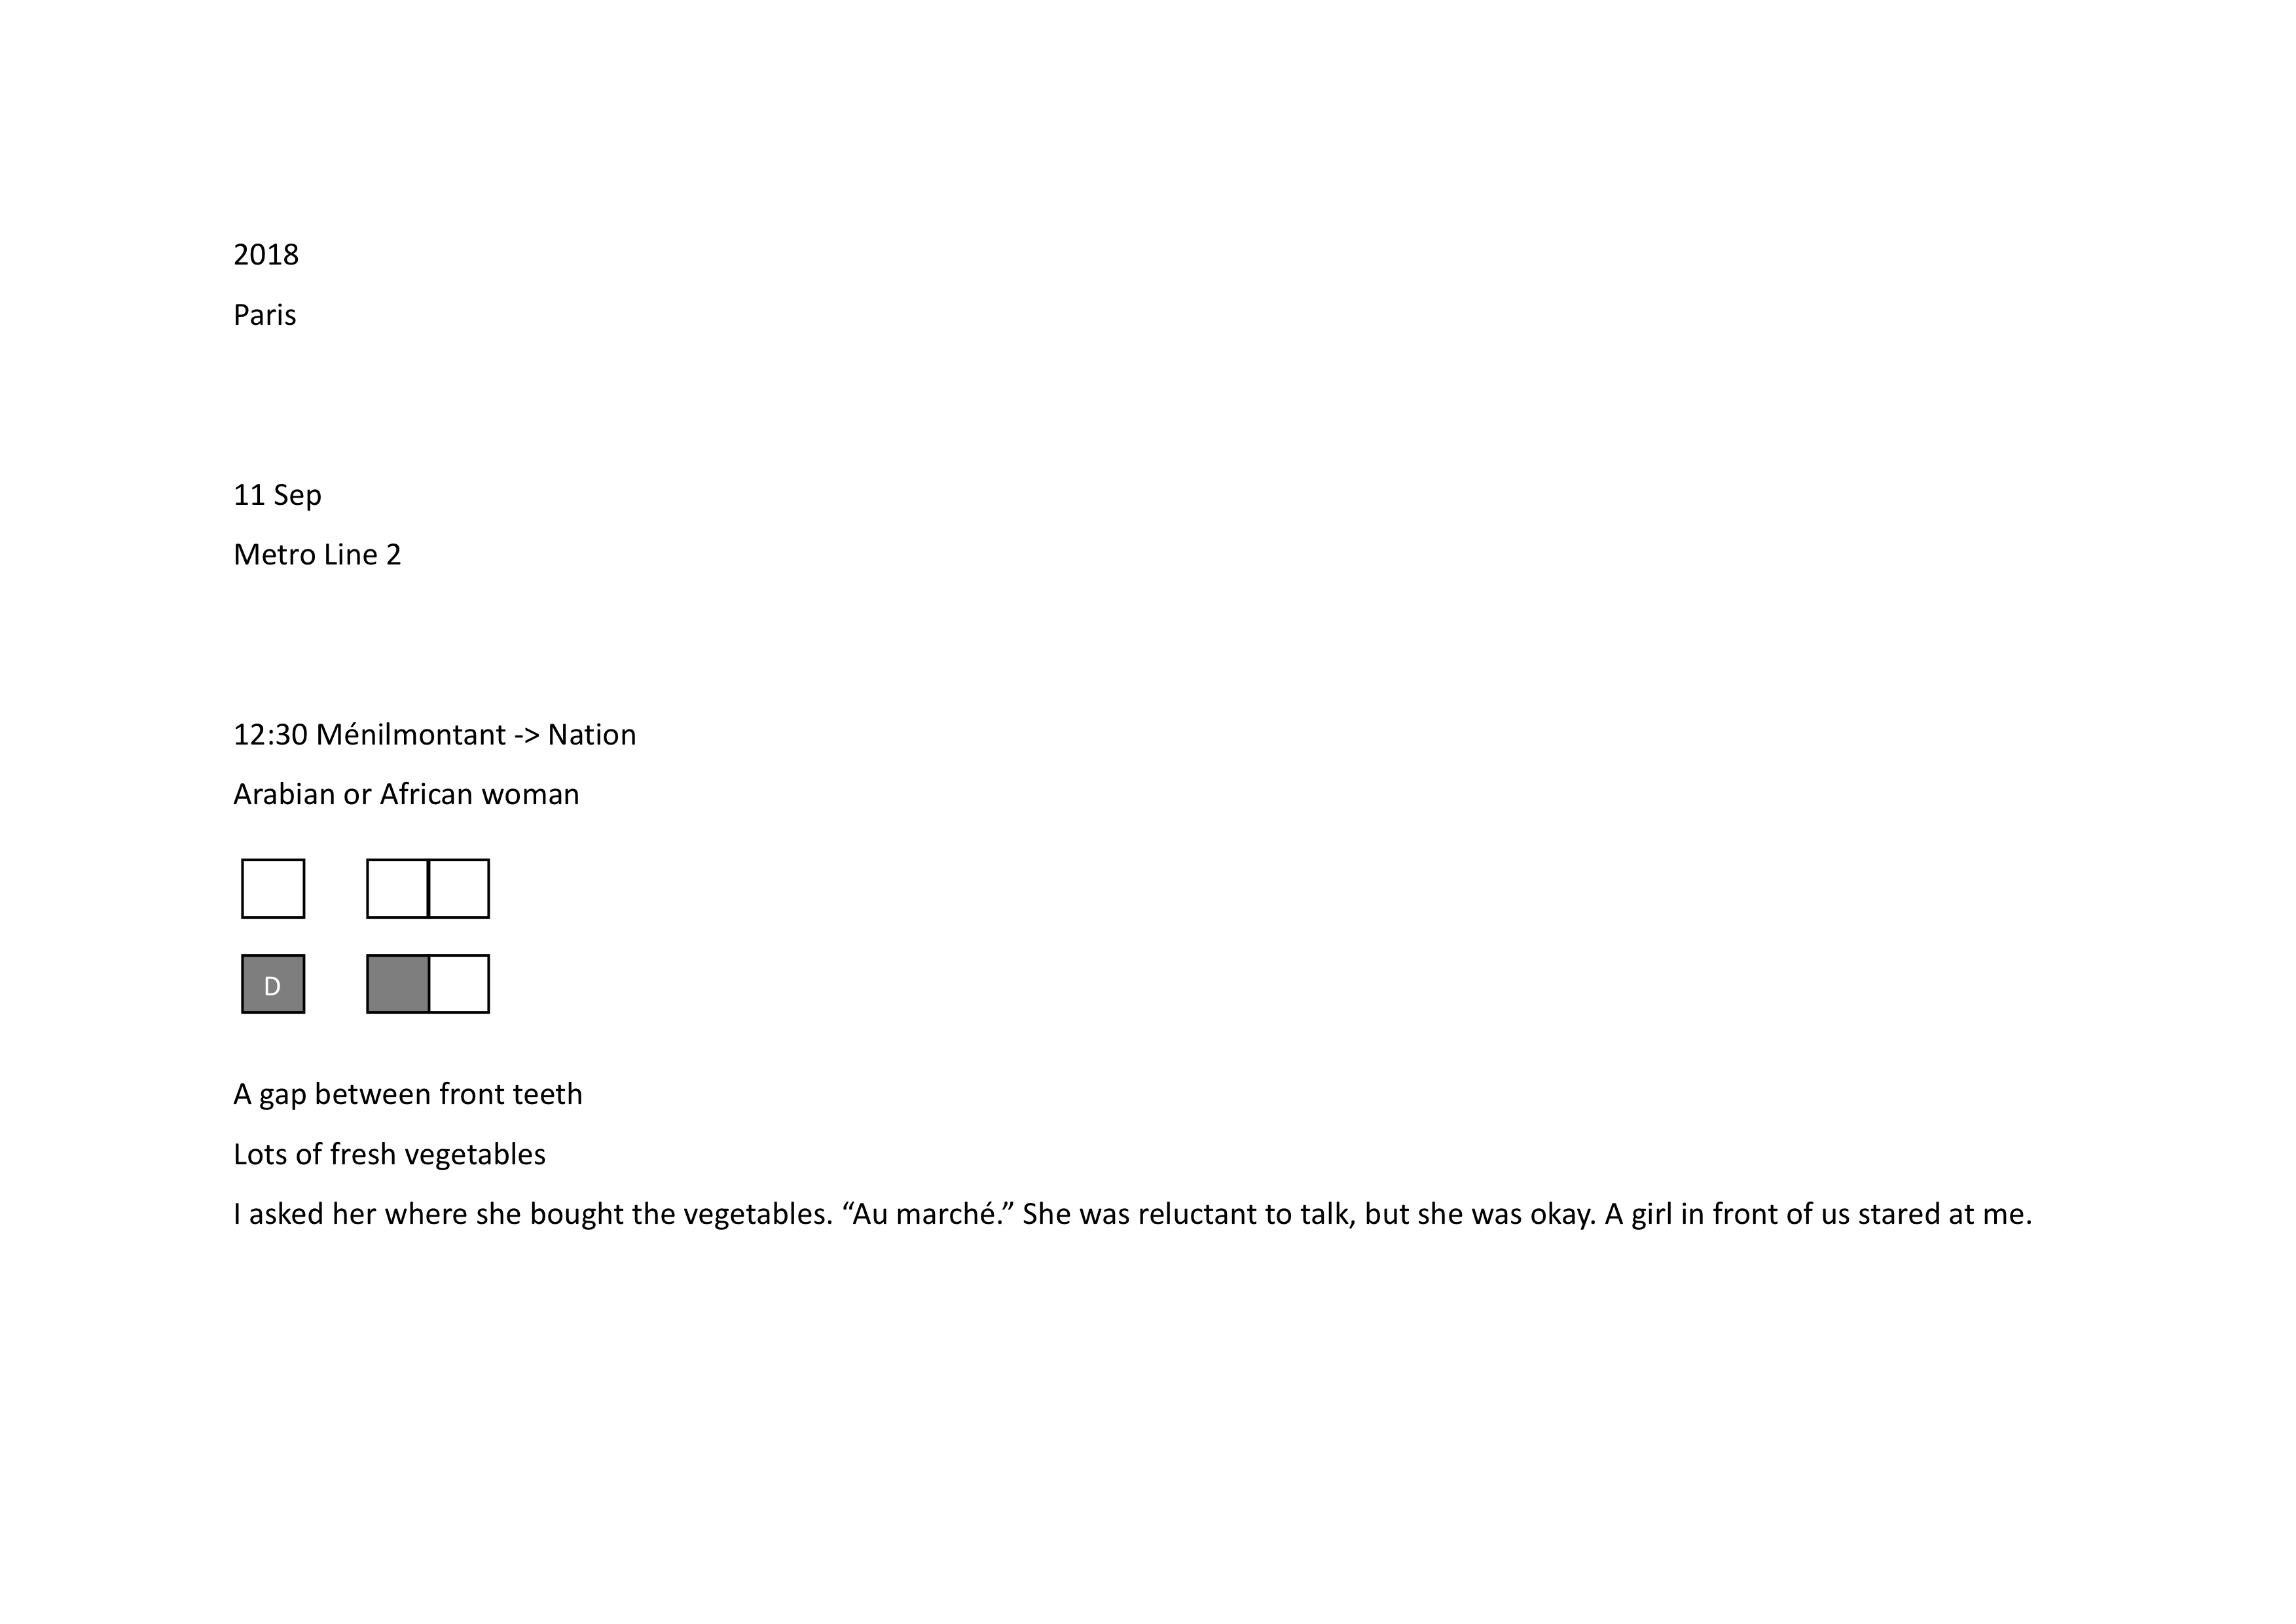 2018
Paris
11 Sep
Metro Line 2
12:30 Ménilmontant -> Nation
Arabian or African woman
D
A gap between front teeth
Lots of fresh vegetables
I asked her where she bought the vegetables. “Au marché.” She was reluctant to talk, but she was okay. A girl in front of us stared at me.